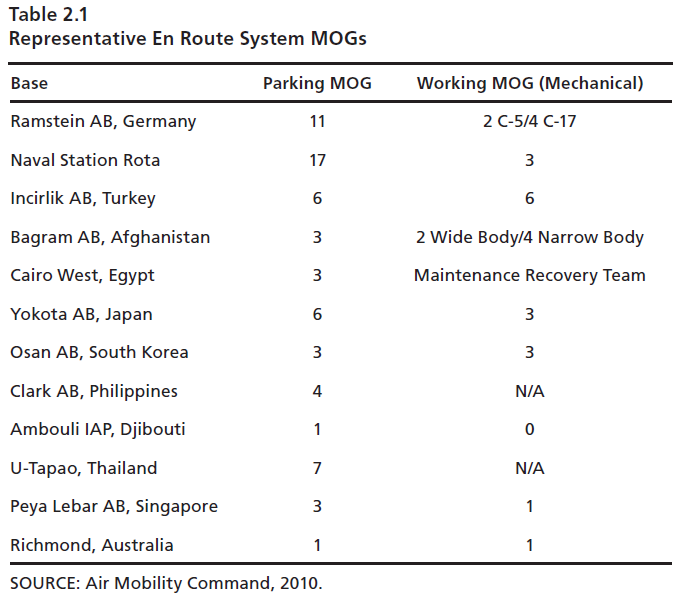 Table 2.1
Representative En Route System MOGs
Base Parking MOG Working MOG (Mechanical)
Ramstein AB, Germany 11 2 C-5/4 C-17
Naval Station Rota 17 3
Incirlik AB, Turkey 6 6
Bagram AB, Afghanistan 3 2 Wide Body/4 Narrow Body
Cairo West, Egypt 3 Maintenance Recovery Team
Yokota AB, Japan 6 3
Osan AB, South Korea 3 3
Clark AB, Philippines 4 N/A
Ambouli IAP, Djibouti 1 0
U-Tapao, Thailand 7 N/A
Peya Lebar AB, Singapore 3 1
Richmond, Australia 1 1
SOURCE: Air Mobility Command, 2010.